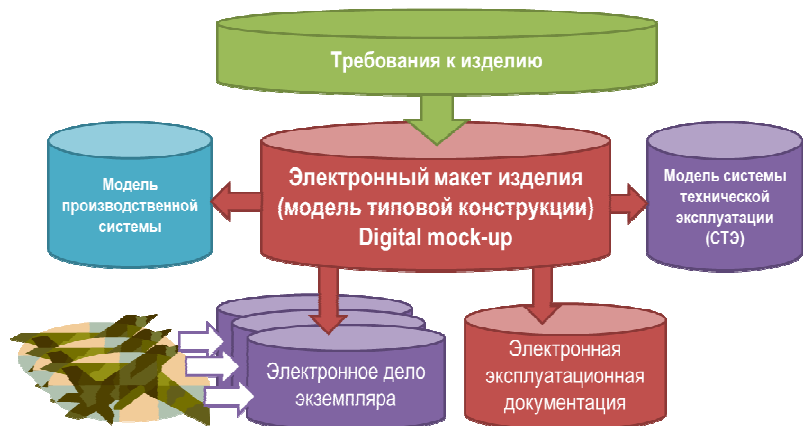 Требования к изделию
Модель
производственной
системы
Электронный макет изделия
(модель типовой конструкции)
Digital mock-up
Модель системы
технической
эксплуатации
(СТЭ)
Электронное дело
экземпляра
Электронная
эксплуатационная
документация